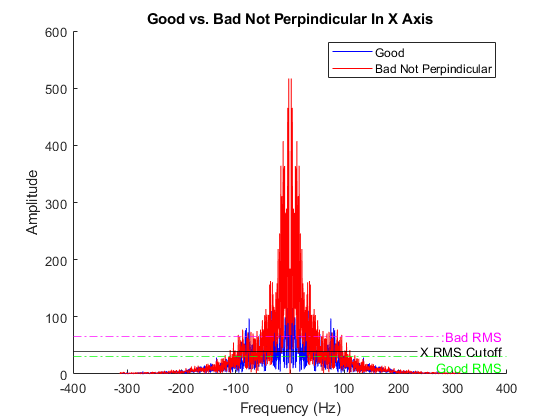 Good vs. Bad Not Perpindicular In X Axis
600
500
400
300
200
100
0
Amplitude
Good
Bad Not Perpindicular
Bad RMS
X RMS Cutoff
Good RMS
-400 -300 -200 -100 0 100 200 300 400
Frequency (Hz)